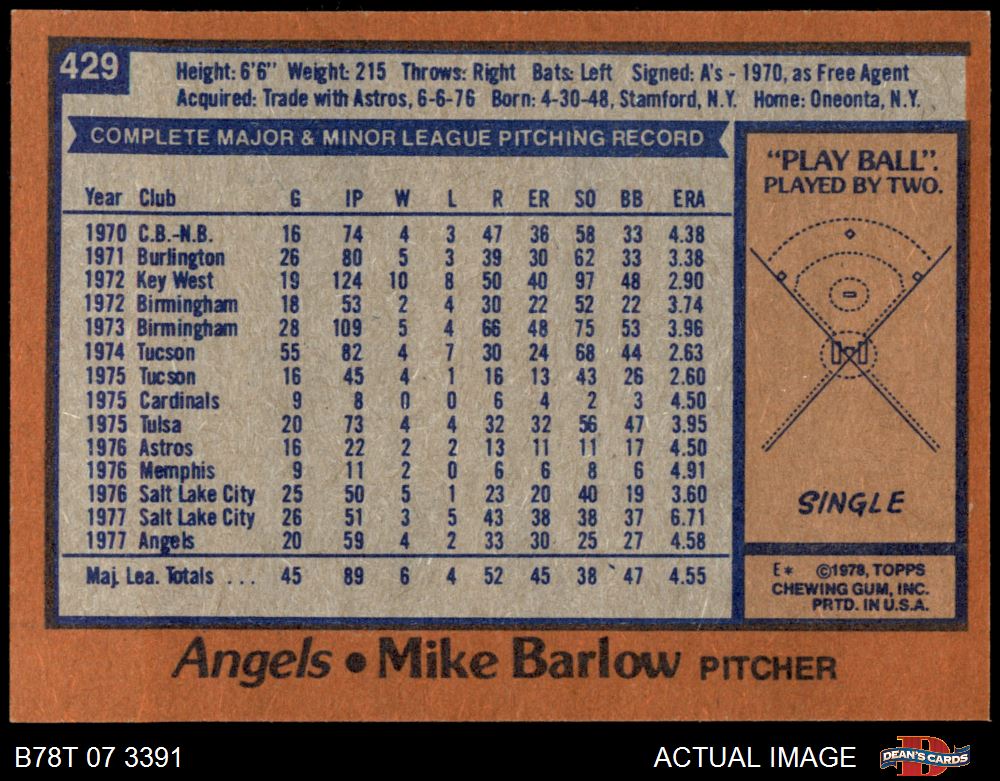 429
Height: 6'6" Weight: 215 Throws: Right Bats: Left Signed: A's - 1970, as Free Agent
Acquired: Trade with Astros, 6-6-76 Born: 4-30-48, Stamford, N.Y. Home: Oneonta, N.Y.
COMPLETE MAJOR & MINOR LEAGUE PITCHING RECORD
Year Club G IP W L R ER SO BB ERA
1970 C.B.-N.B. 16 74 4 3 47 36 58 33 4.38
1971 Burlington 26 80 5 3 39 30 62 33 3.38
1972 Key West 19 124 10 8 50 40 97 48 2.90
1972 Birmingham 18 53 2 4 30 22 52 22 3.74
1973 Birmingham 28 109 5 4 66 48 75 53 3.96
1974 Tucson 55 82 4 7 30 24 68 44 2.63
1975 Tucson 16 45 4 1 16 13 43 26 2.60
1975 Cardinals 9 8 0 0 6 4 2 3 4.50
1975 Tulsa 20 73 4 4 32 32 56 47 3.95
1976 Astros 16 22 2 2 13 11 11 17 4.50
1976 Memphis 9 11 2 0 6 6 8 6 4.91
1976 Salt Lake City 25 50 5 1 23 20 40 19 3.60
1977 Salt Lake City 26 51 3 5 43 38 38 37 6.71
1977 Angels 20 59 4 2 33 30 25 27 4.58
Maj. Lea. Totals ... 45 89 6 4 52 45 38 47 4.55
"PLAY BALL".
PLAYED BY TWO.
SINGLE
E* ©1978, TOPPS
CHEWING GUM, INC.
PRTD. IN U.S.A.
Angels • Mike Barlow PITCHER
B78T 07 3391 ACTUAL IMAGE
D
DEAN'S CARDS